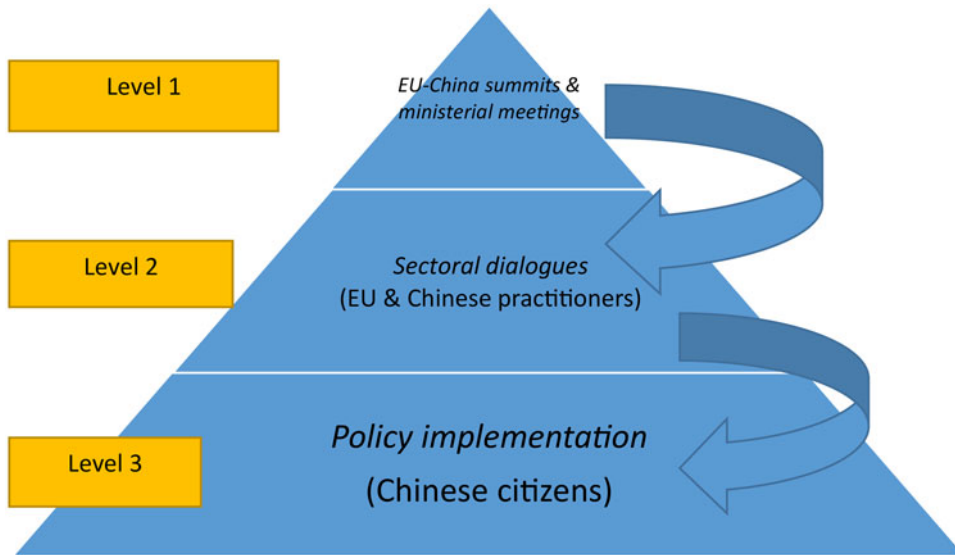 Level 1
EU-China summits &
ministerial meetings
Level 2
Sectoral dialogues
(EU & Chinese practitioners)
Level 3
Policy implementation
(Chinese citizens)